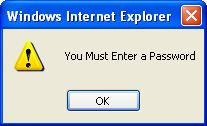 Windows Internet Explorer
You Must Enter a Password
OK